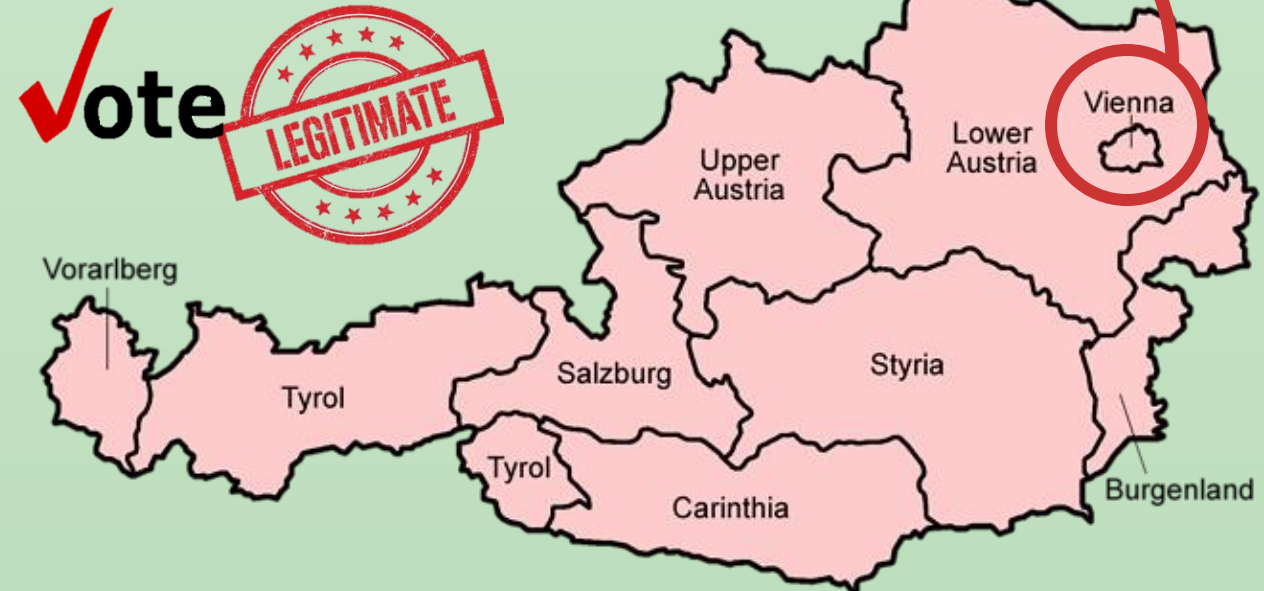 Vote
LEGITIMATE
Vienna
Lower
Austria
Upper
Austria
Vorarlberg
Styria
Salzburg
Tyrol
Tyrol
Carinthia
Burgenland